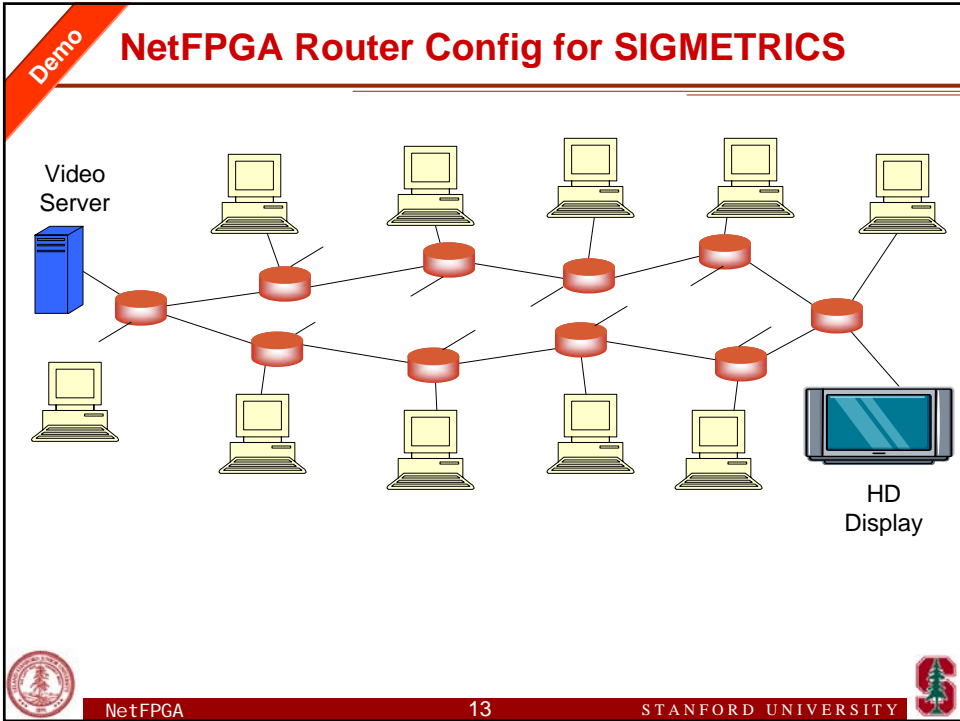 Demo
NetFPGA Router Config for SIGMETRICS
Video
Server
HD
Display
NetFPGA
13
STANFORD UNIVERSITY